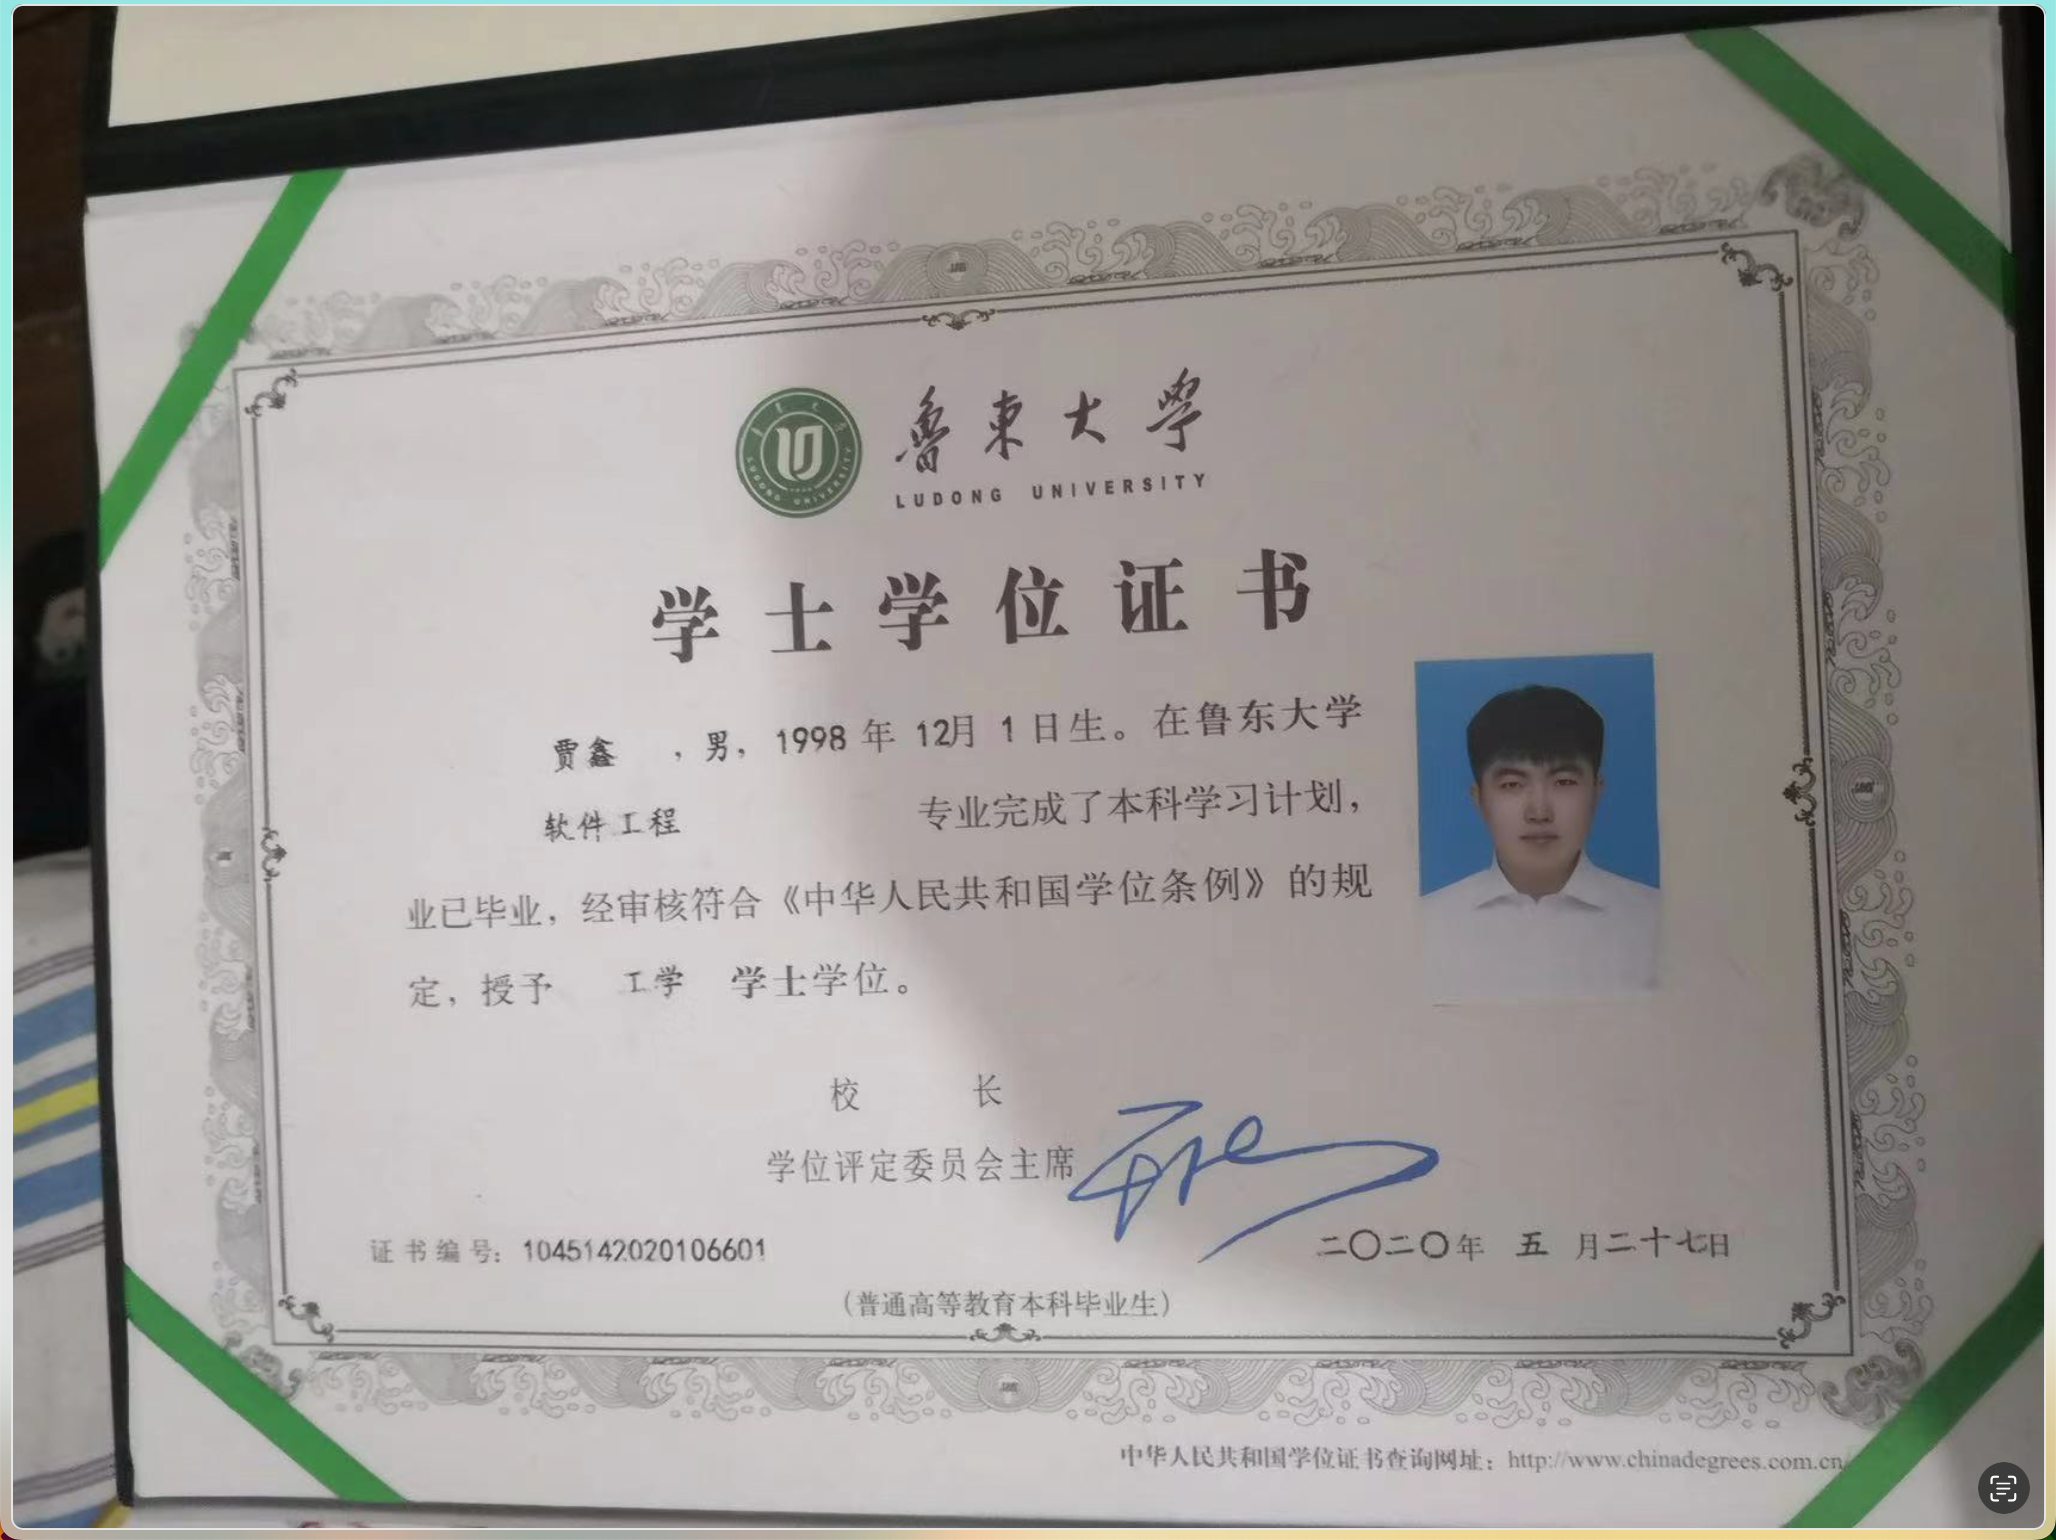 魯東大學
LUDONG UNIVERSITY
学士学位证书
贾鑫 ，男，1998 年 12月 1 日生。在鲁东大学
软件工程 专业完成了本科学习计划，
业已毕业，经审核符合《中华人民共和国学位条例》的规
定，授予 工学 学士学位。
校 长
学位评定委员会主席
证书编号：1045142020106601
二〇二〇年 五 月二十七日
（普通高等教育本科毕业生）
中华人民共和国学位证书查询网址：http://www.chinadegrees.com.cn/